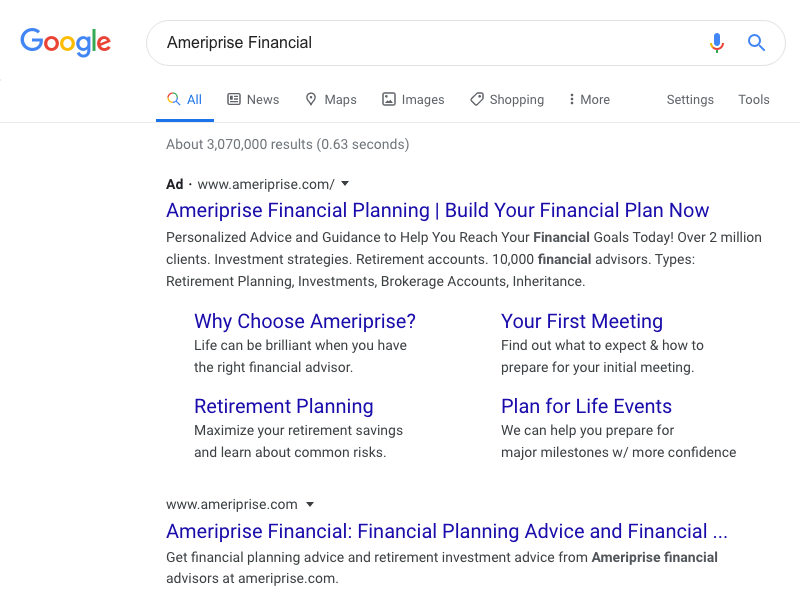 Google
Ameriprise Financial
All News Maps Images Shopping More Settings Tools
About 3,070,000 results (0.63 seconds)
Ad · www.ameriprise.com/
Ameriprise Financial Planning | Build Your Financial Plan Now
Personalized Advice and Guidance to Help You Reach Your Financial Goals Today! Over 2 million
clients. Investment strategies. Retirement accounts. 10,000 financial advisors. Types:
Retirement Planning, Investments, Brokerage Accounts, Inheritance.
Why Choose Ameriprise?
Life can be brilliant when you have
the right financial advisor.
Your First Meeting
Find out what to expect & how to
prepare for your initial meeting.
Retirement Planning
Maximize your retirement savings
and learn about common risks.
Plan for Life Events
We can help you prepare for
major milestones w/ more confidence
www.ameriprise.com
Ameriprise Financial: Financial Planning Advice and Financial ...
Get financial planning advice and retirement investment advice from Ameriprise financial
advisors at ameriprise.com.